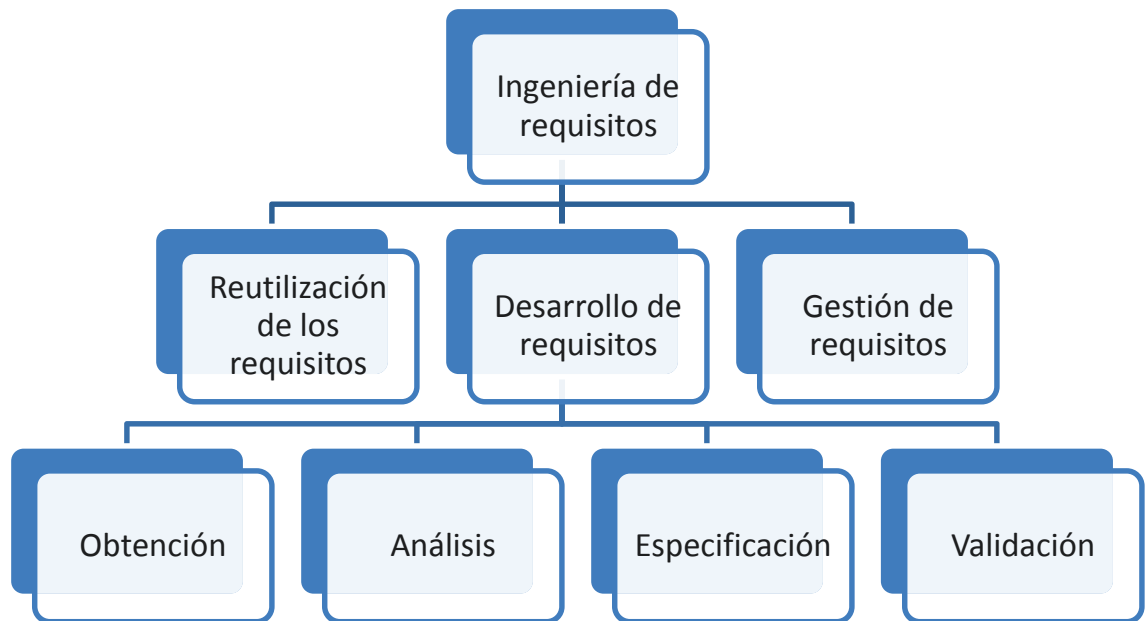 Ingeniería de
requisitos
Reutilización
de los
requisitos
Desarrollo de
requisitos
Gestión de
requisitos
Obtención
Análisis
Especificación
Validación